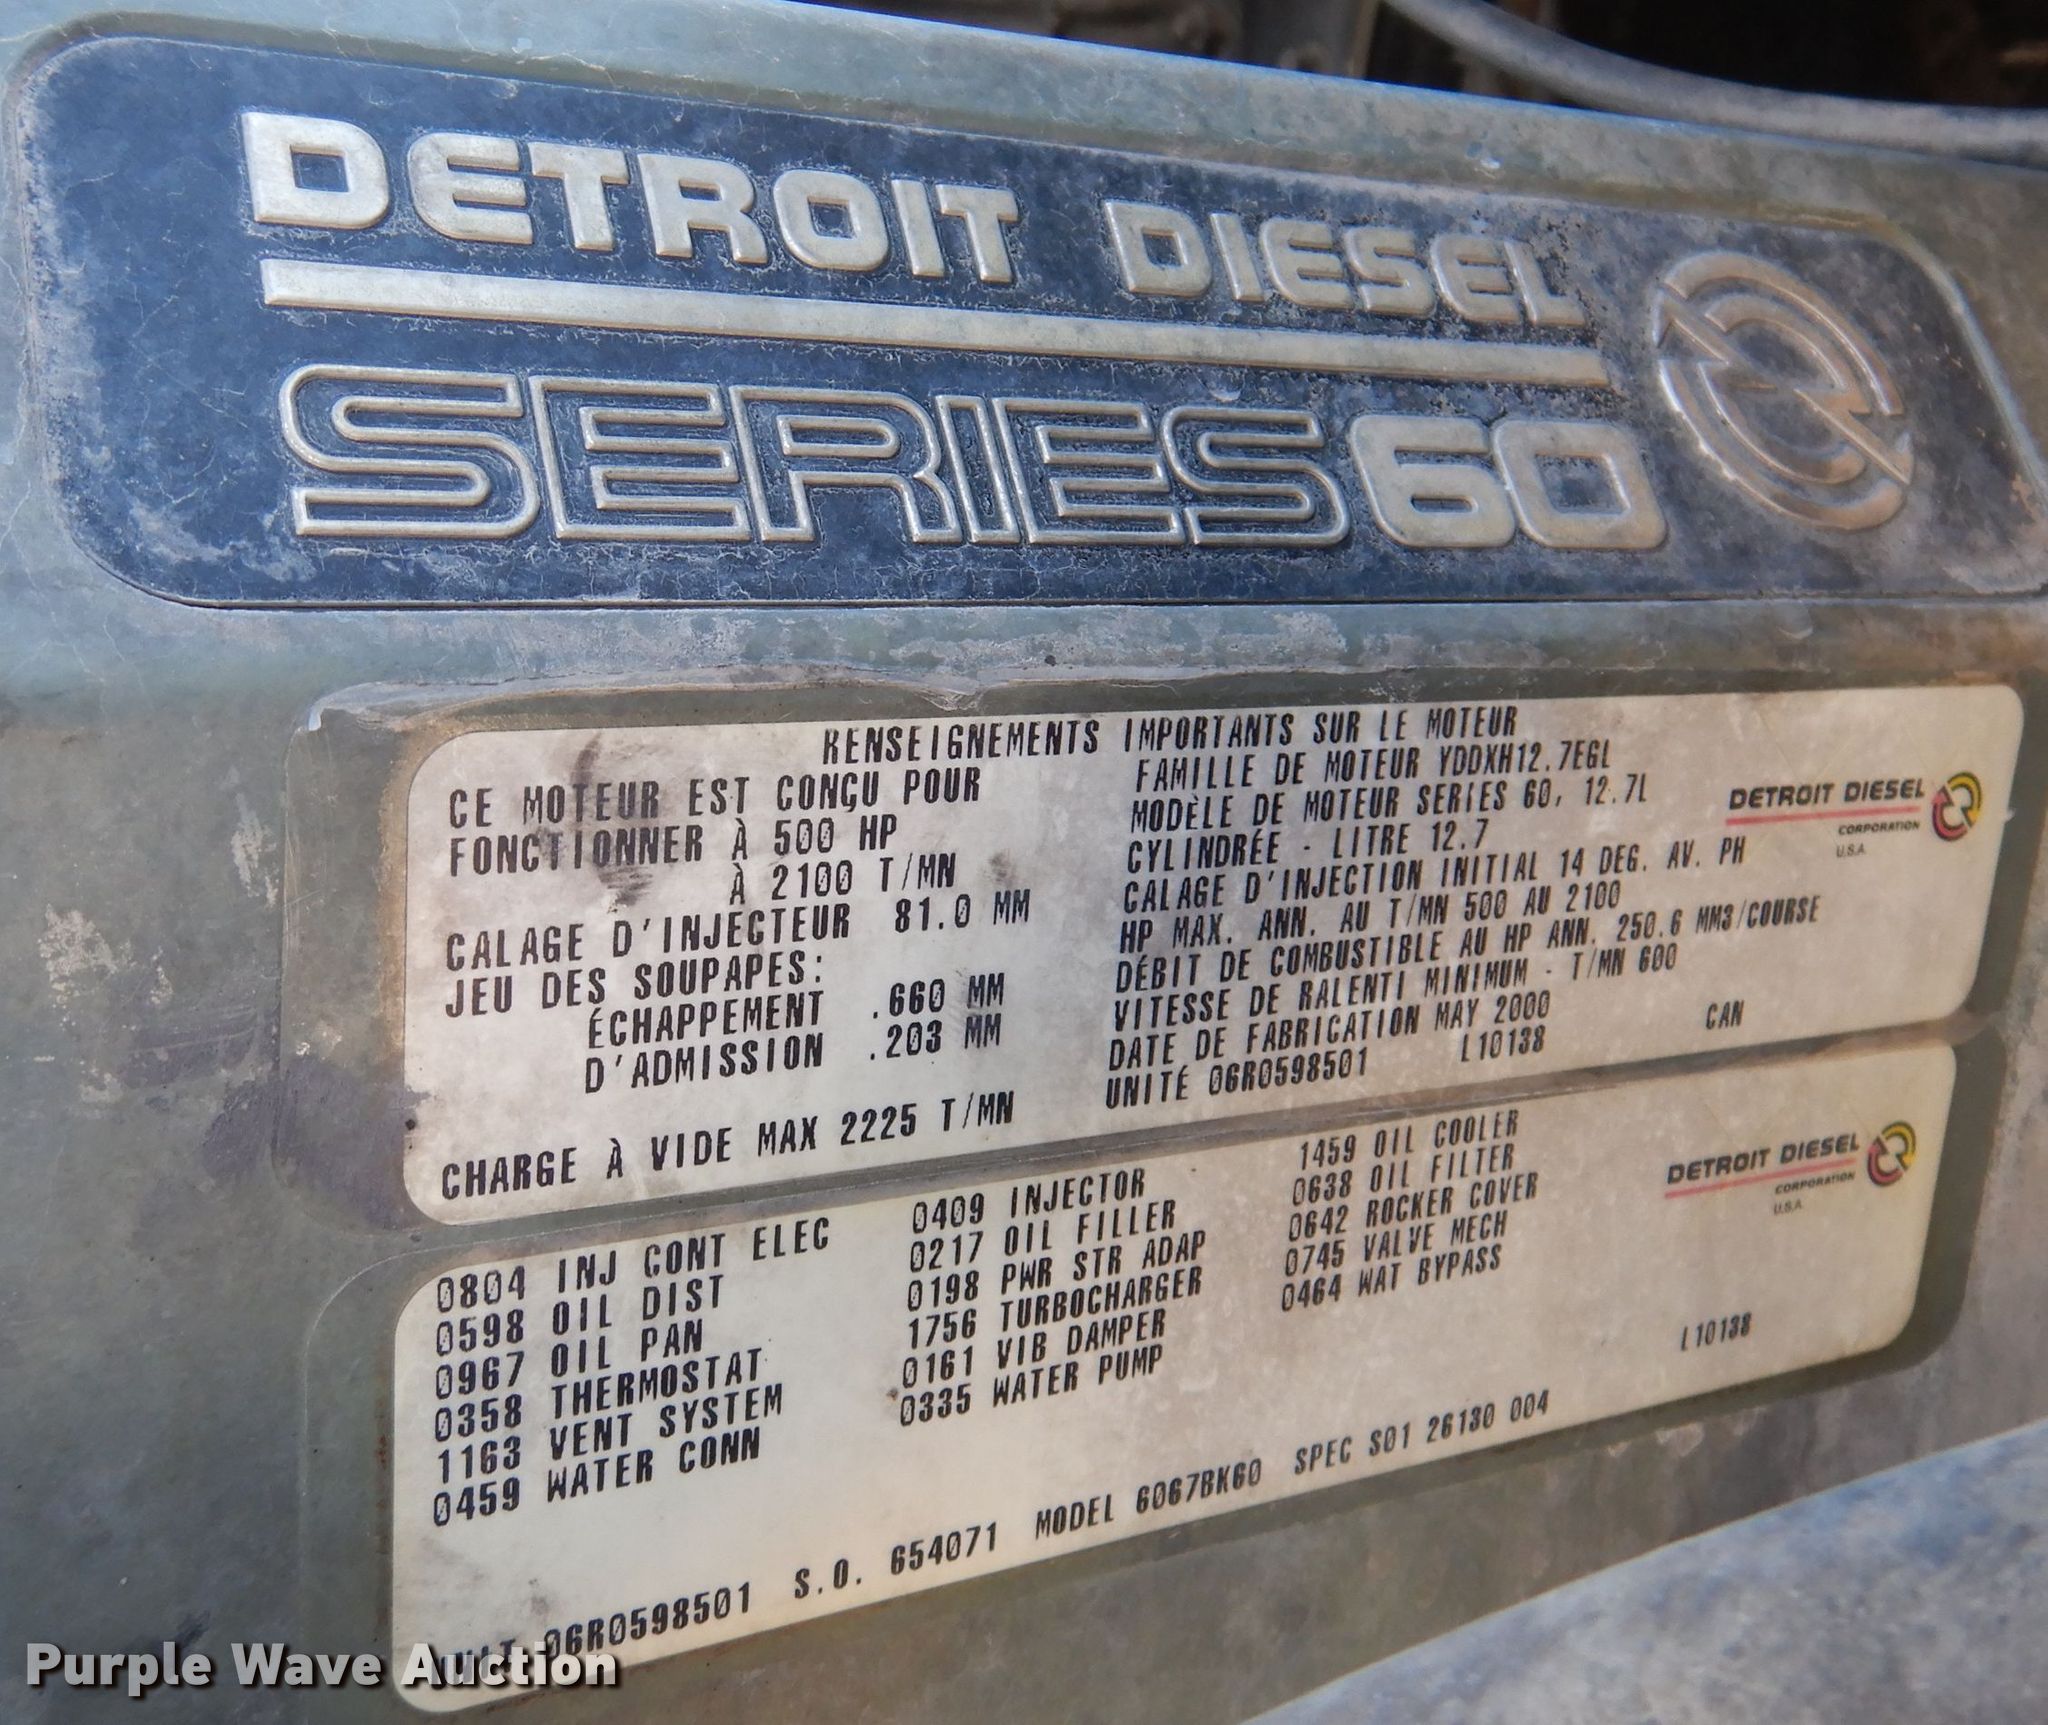 DETROIT DIESEL
SERIES 60
RENSEIGNEMENTS IMPORTANTS SUR LE MOTEUR
CE MOTEUR EST CONÇU POUR
FONCTIONNER À 500 HP
À 2100 T/MN
CALAGE D'INJECTEUR 81.0 MM
JEU DES SOUPAPES:
ÉCHAPPEMENT .660 MM
D'ADMISSION .203 MM
CHARGE À VIDE MAX 2225 T/MN
FAMILLE DE MOTEUR YDDXH12.7EGL
MODÈLE DE MOTEUR SERIES 60, 12.7L
CYLINDRÉE - LITRE 12.7
CALAGE D'INJECTION INITIAL 14 DEG. AV. PH
HP MAX. ANN. AU T/MN 500 AU 2100
DÉBIT DE COMBUSTIBLE AU HP ANN. 250.6 MM3/COURSE
VITESSE DE RALENTI MINIMUM - T/MN 600
DATE DE FABRICATION MAY 2000
UNITÉ 06R0598501 L10138 CAN
DETROIT DIESEL
CORPORATION
U.S.A.
0804 INJ CONT ELEC
0598 OIL DIST
0967 OIL PAN
0358 THERMOSTAT
1163 VENT SYSTEM
0459 WATER CONN
0409 INJECTOR
0217 OIL FILLER
0198 PWR STR ADAP
1756 TURBOCHARGER
0161 VIB DAMPER
0335 WATER PUMP
1459 OIL COOLER
0638 OIL FILTER
0642 ROCKER COVER
0745 VALVE MECH
0464 WAT BYPASS
DETROIT DIESEL
CORPORATION
U.S.A.
L10138
UNIT 06R0598501 S.O. 654071 MODEL 6067BK60 SPEC S01 26130 004
Purple Wave Auction